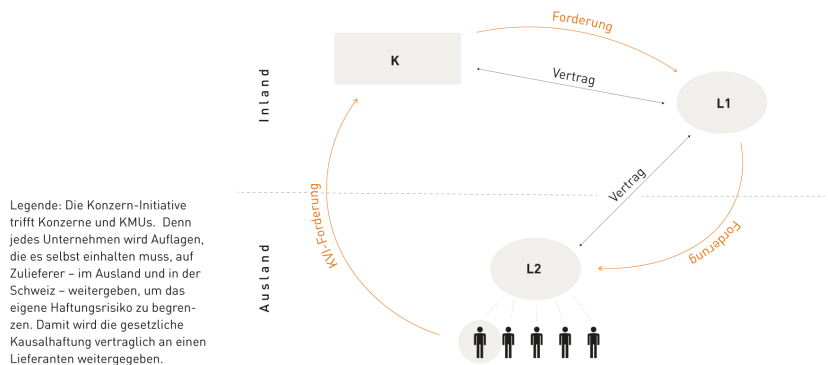 Forderung
K
Vertrag
L1
Inland
Vertrag
KVI-Forderung
Forderung
Legende: Die Konzern-Initiative
trifft Konzerne und KMUs.  Denn
jedes Unternehmen wird Auflagen,
die es selbst einhalten muss, auf
Zulieferer – im Ausland und in der
Schweiz – weitergeben, um das
eigene Haftungsrisiko zu begren-
zen. Damit wird die gesetzliche
Kausalhaftung vertraglich an einen
Lieferanten weitergegeben.
Ausland
L2